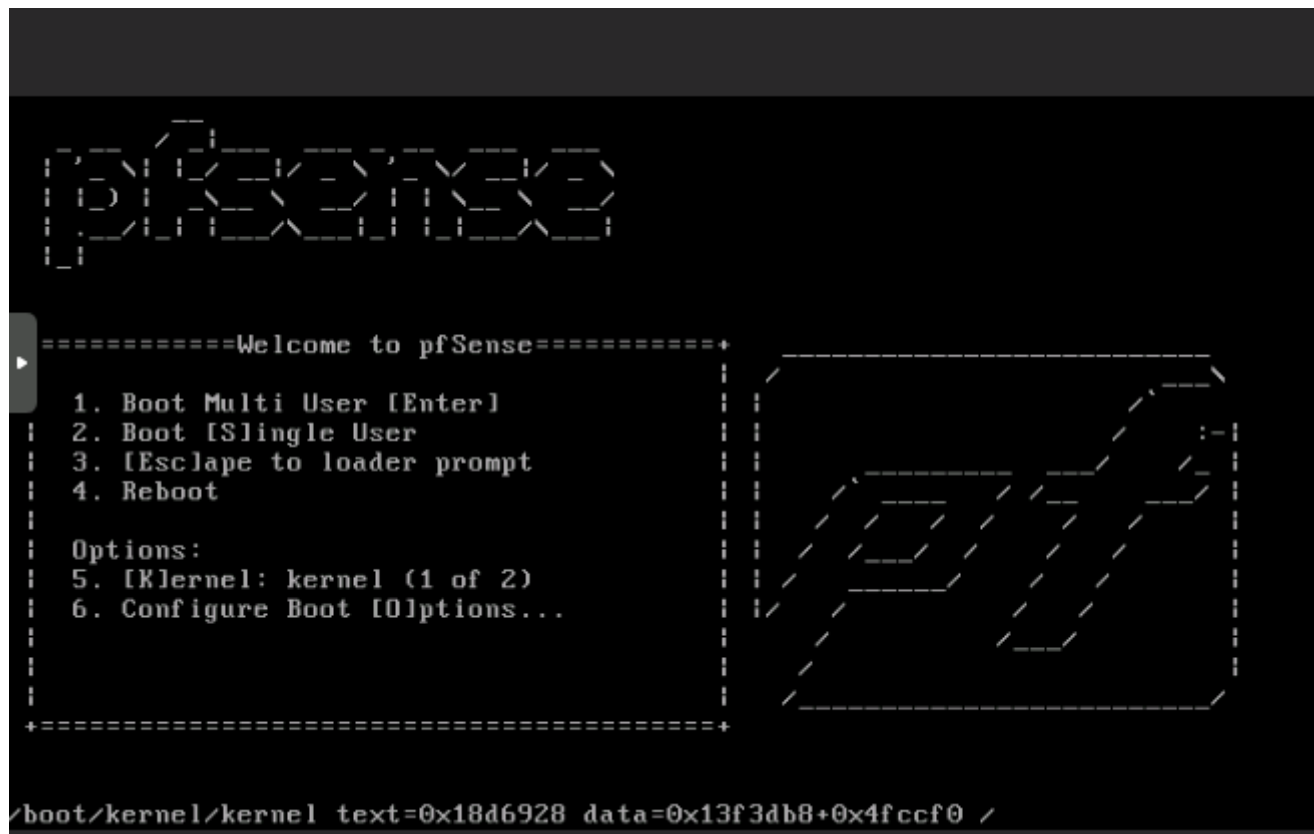 pfsense
============Welcome to pfSense===========+
1. Boot Multi User [Enter]
2. Boot [S]ingle User
3. [Esc]ape to loader prompt
4. Reboot
Options:
5. [K]ernel: kernel (1 of 2)
6. Configure Boot [O]ptions...
pf
/boot/kernel/kernel text=0x18d6928 data=0x13f3db8+0x4fccf0 /